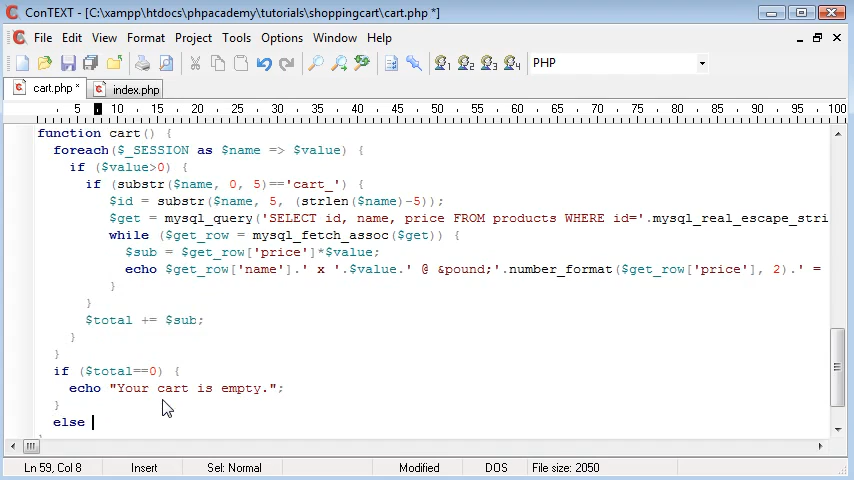 ConTEXT - [C:\xampp\htdocs\phpacademy\tutorials\shoppingcart\cart.php *]
File Edit View Format Project Tools Options Window Help
1 2 3 4 PHP
cart.php * index.php
5 10 15 20 25 30 35 40 45 50 55 60 65 70 75 80 85 90 95 100
function cart() {
foreach($_SESSION as $name => $value) {
if ($value>0) {
if (substr($name, 0, 5)=='cart_') {
$id = substr($name, 5, (strlen($name)-5));
$get = mysql_query('SELECT id, name, price FROM products WHERE id='.mysql_real_escape_stri
while ($get_row = mysql_fetch_assoc($get)) {
$sub = $get_row['price']*$value;
echo $get_row['name'].' x '.$value.' @ &pound;'.number_format($get_row['price'], 2).' =
}
}
$total += $sub;
}
}
if ($total==0) {
echo "Your cart is empty.";
}
else
Ln 59, Col 8 Insert Sel: Normal Modified DOS File size: 2050